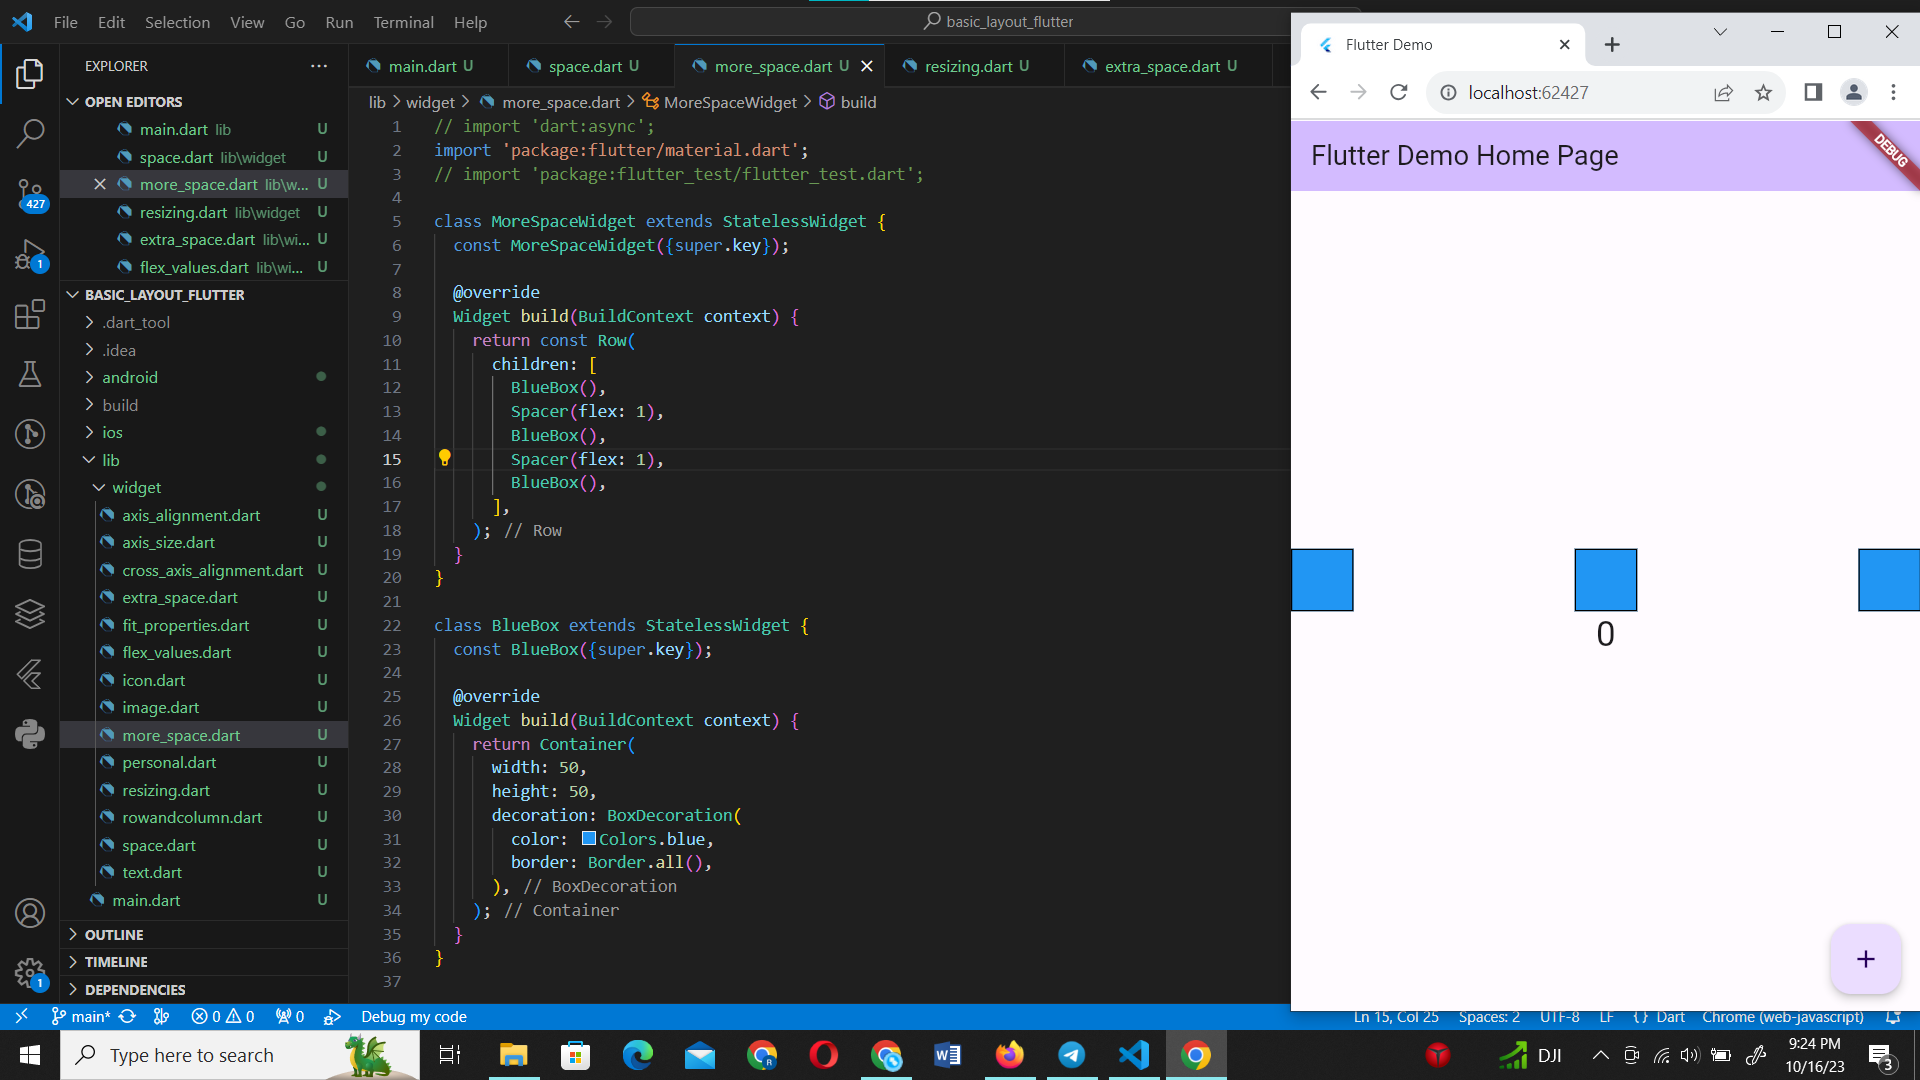 File Edit Selection View Go Run Terminal Help
basic_layout_flutter
EXPLORER
OPEN EDITORS
main.dart lib U
space.dart lib\widget U
more_space.dart lib\w... U
resizing.dart lib\widget U
extra_space.dart lib\wi... U
flex_values.dart lib\wi... U
BASIC_LAYOUT_FLUTTER
.dart_tool
.idea
android
build
ios
lib
widget
axis_alignment.dart U
axis_size.dart U
cross_axis_alignment.dart U
extra_space.dart U
fit_properties.dart U
flex_values.dart U
icon.dart U
image.dart U
more_space.dart U
personal.dart U
resizing.dart U
rowandcolumn.dart U
space.dart U
text.dart U
main.dart U
OUTLINE
TIMELINE
DEPENDENCIES
427
1
1
main.dart U space.dart U more_space.dart U resizing.dart U extra_space.dart U
lib > widget > more_space.dart > MoreSpaceWidget > build
1 // import 'dart:async';
2 import 'package:flutter/material.dart';
3 // import 'package:flutter_test/flutter_test.dart';
4
5 class MoreSpaceWidget extends StatelessWidget {
6 const MoreSpaceWidget({super.key});
7
8 @override
9 Widget build(BuildContext context) {
10 return const Row(
11 children: [
12 BlueBox(),
13 Spacer(flex: 1),
14 BlueBox(),
15 Spacer(flex: 1),
16 BlueBox(),
17 ],
18 ); // Row
19 }
20 }
21
22 class BlueBox extends StatelessWidget {
23 const BlueBox({super.key});
24
25 @override
26 Widget build(BuildContext context) {
27 return Container(
28 width: 50,
29 height: 50,
30 decoration: BoxDecoration(
31 color: Colors.blue,
32 border: Border.all(),
33 ), // BoxDecoration
34 ); // Container
35 }
36 }
37
Flutter Demo
localhost:62427
Flutter Demo Home Page
DEBUG
0
+
main* 0 0 0 Debug my code
Ln 15, Col 25 Spaces: 2 UTF-8 LF {} Dart Chrome (web-javascript)
Type here to search
DJI
9:24 PM
10/16/23
3